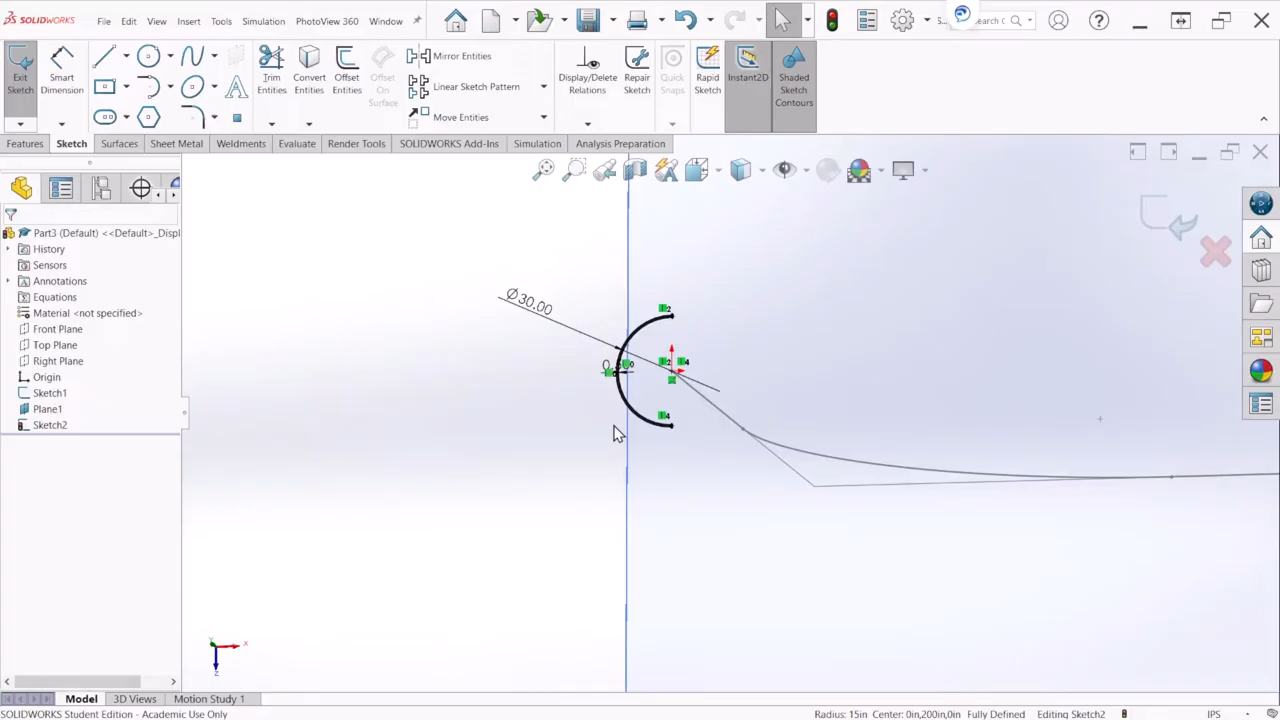 SOLIDWORKS File Edit View Insert Tools Simulation PhotoView 360 Window S... Search
Exit Sketch
Smart Dimension
Trim Entities
Convert Entities
Offset Entities
Offset On Surface
Mirror Entities
Linear Sketch Pattern
Move Entities
Display/Delete Relations
Repair Sketch
Quick Snaps
Rapid Sketch
Instant2D
Shaded Sketch Contours
Features Sketch Surfaces Sheet Metal Weldments Evaluate Render Tools SOLIDWORKS Add-Ins Simulation Analysis Preparation
Part3 (Default) <<Default>_Displ
History
Sensors
Annotations
Equations
Material <not specified>
Front Plane
Top Plane
Right Plane
Origin
Sketch1
Plane1
Sketch2
Ø30.00
2
2 4
4
Y X
Z
Model 3D Views Motion Study 1
SOLIDWORKS Student Edition - Academic Use Only Radius: 15in Center: 0in,200in,0in Fully Defined Editing Sketch2 IPS